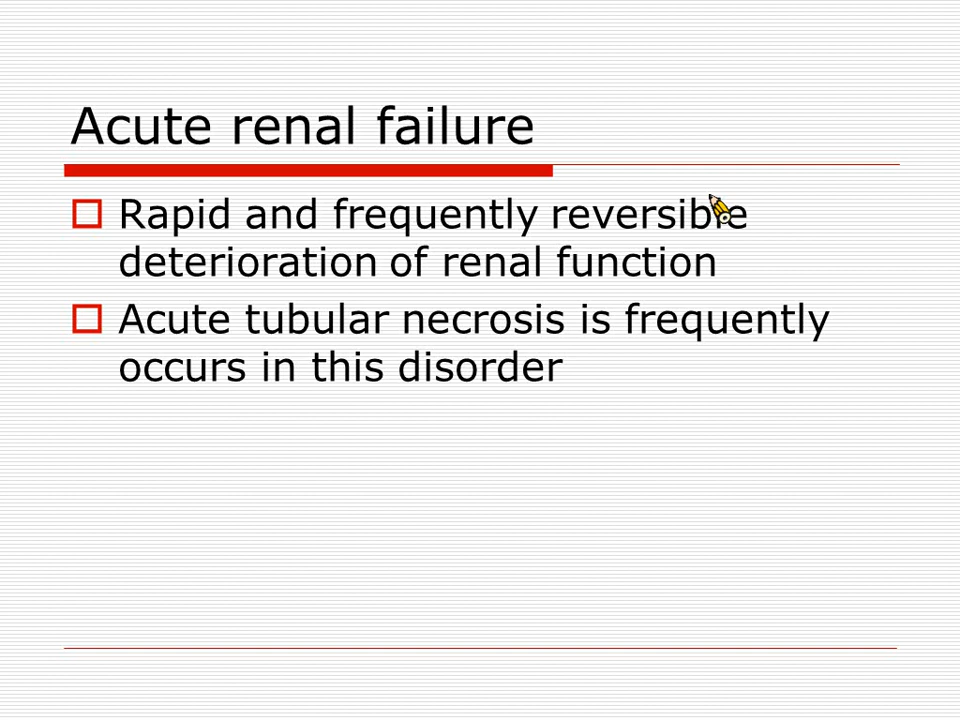 Acute renal failure
Rapid and frequently reversible
deterioration of renal function
Acute tubular necrosis is frequently
occurs in this disorder